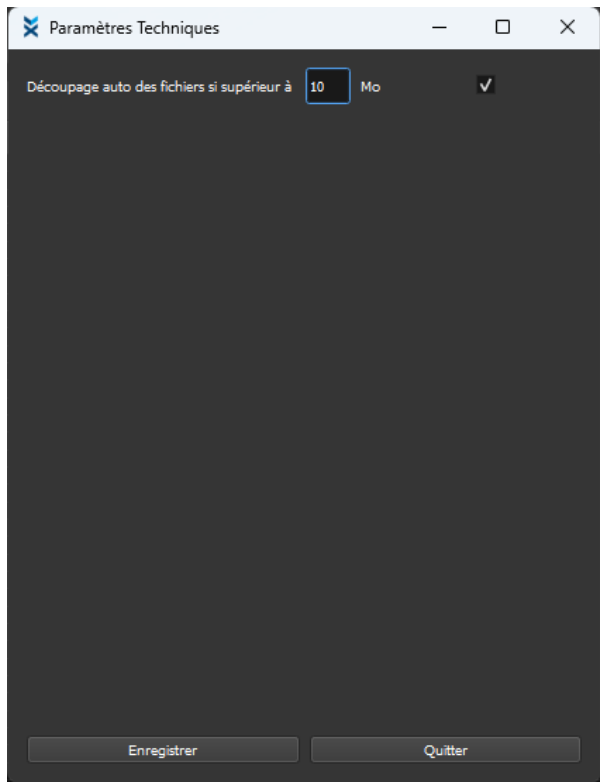 Paramètres Techniques
Découpage auto des fichiers si supérieur à 10 Mo
Enregistrer Quitter